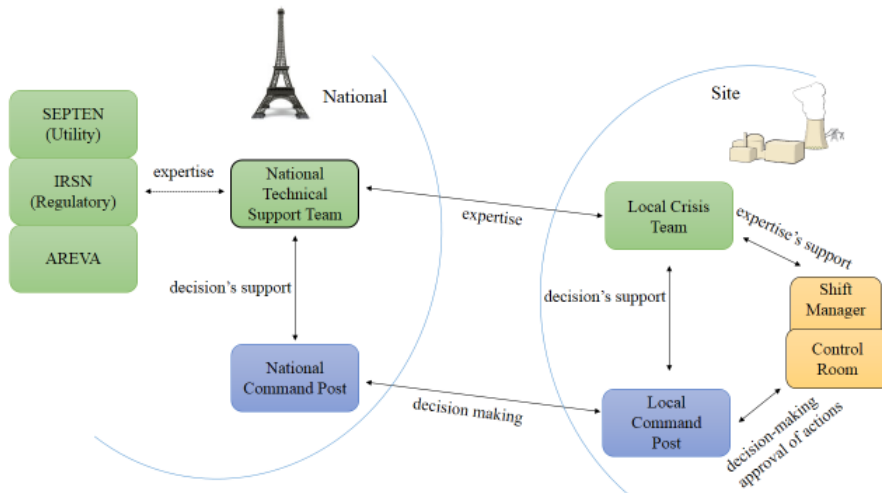 National
Site
SEPTEN
(Utility)
IRSN
(Regulatory)
AREVA
expertise
National
Technical
Support Team
expertise
Local Crisis
Team
expertise's support
decision's support
decision's support
Shift
Manager
Control
Room
National
Command Post
decision making
Local
Command
Post
decision-making
approval of actions